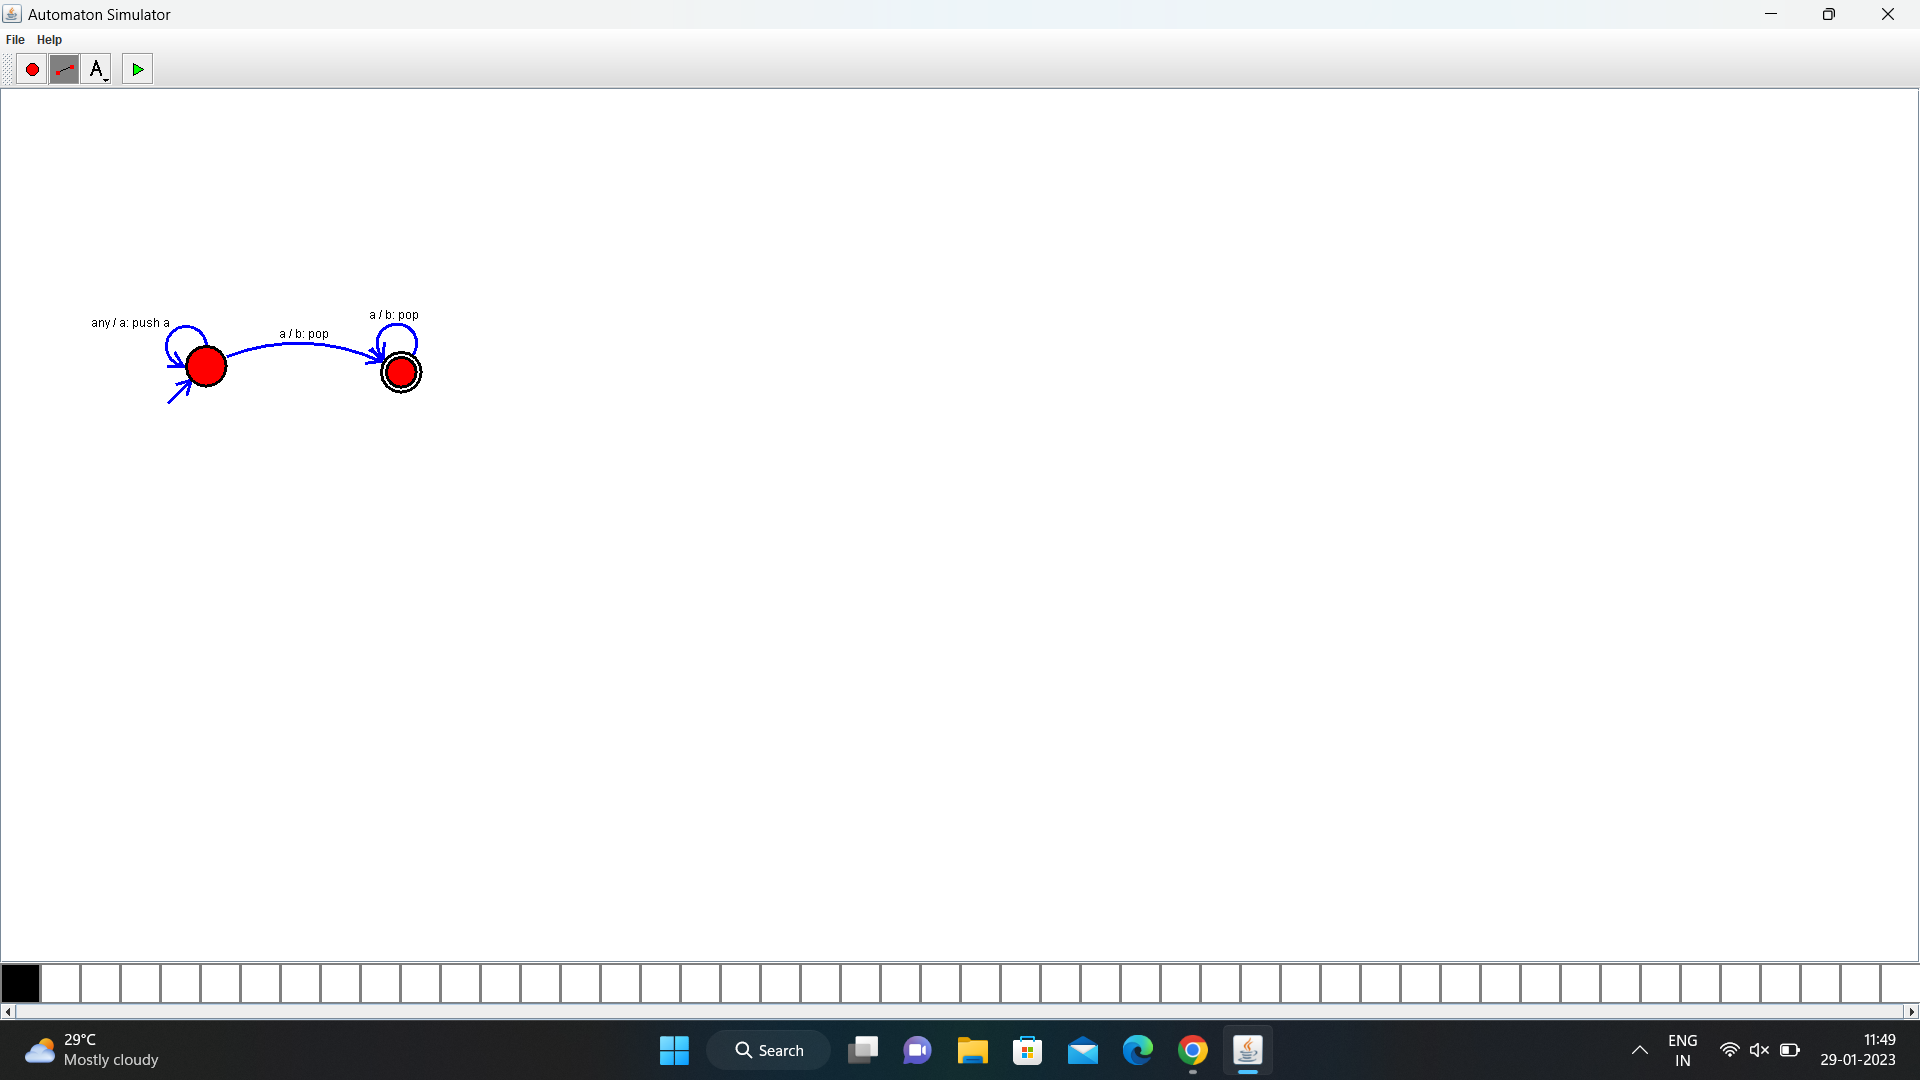 Automaton Simulator
File Help
A
a / b: pop
any / a: push a
a / b: pop
29°C
Mostly cloudy
Search
ENG
IN
11:49
29-01-2023